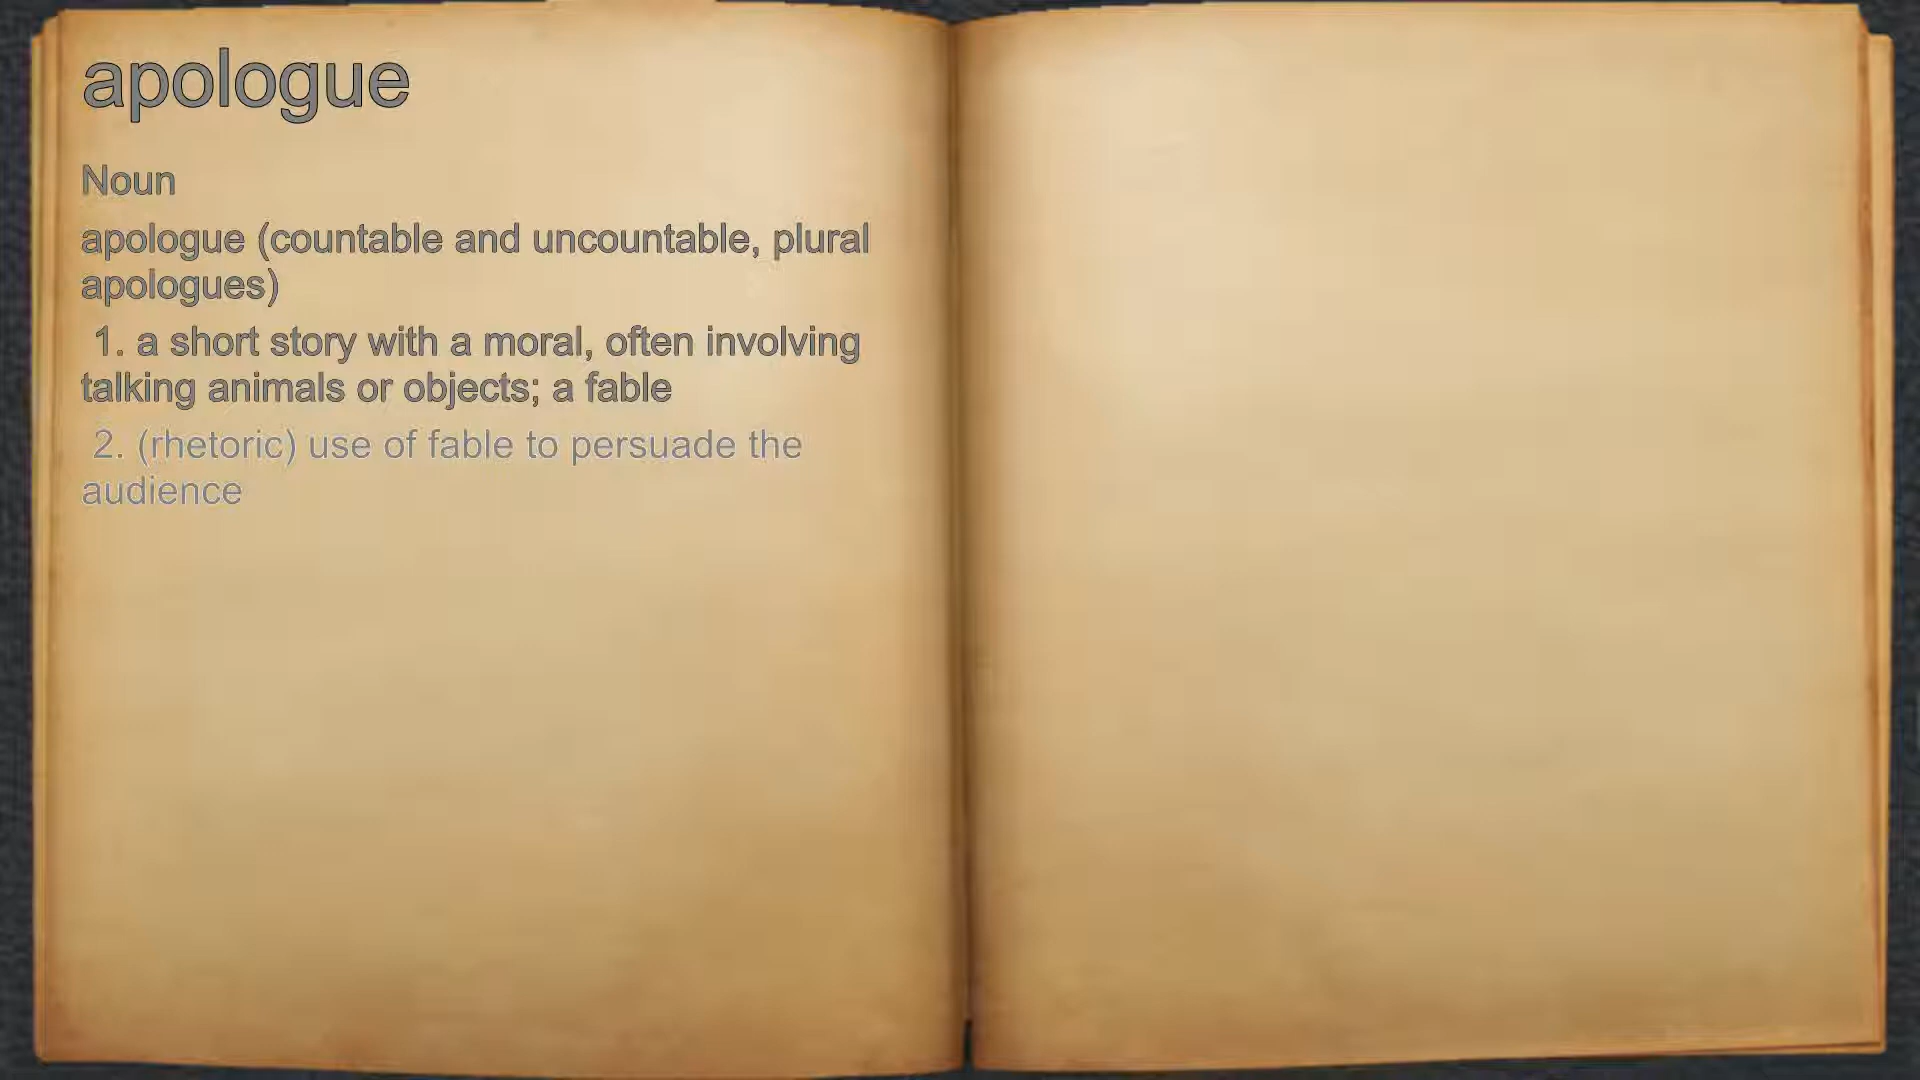 apologue
Noun
apologue (countable and uncountable, plural
apologues)
1. a short story with a moral, often involving
talking animals or objects; a fable
2. (rhetoric) use of fable to persuade the
audience